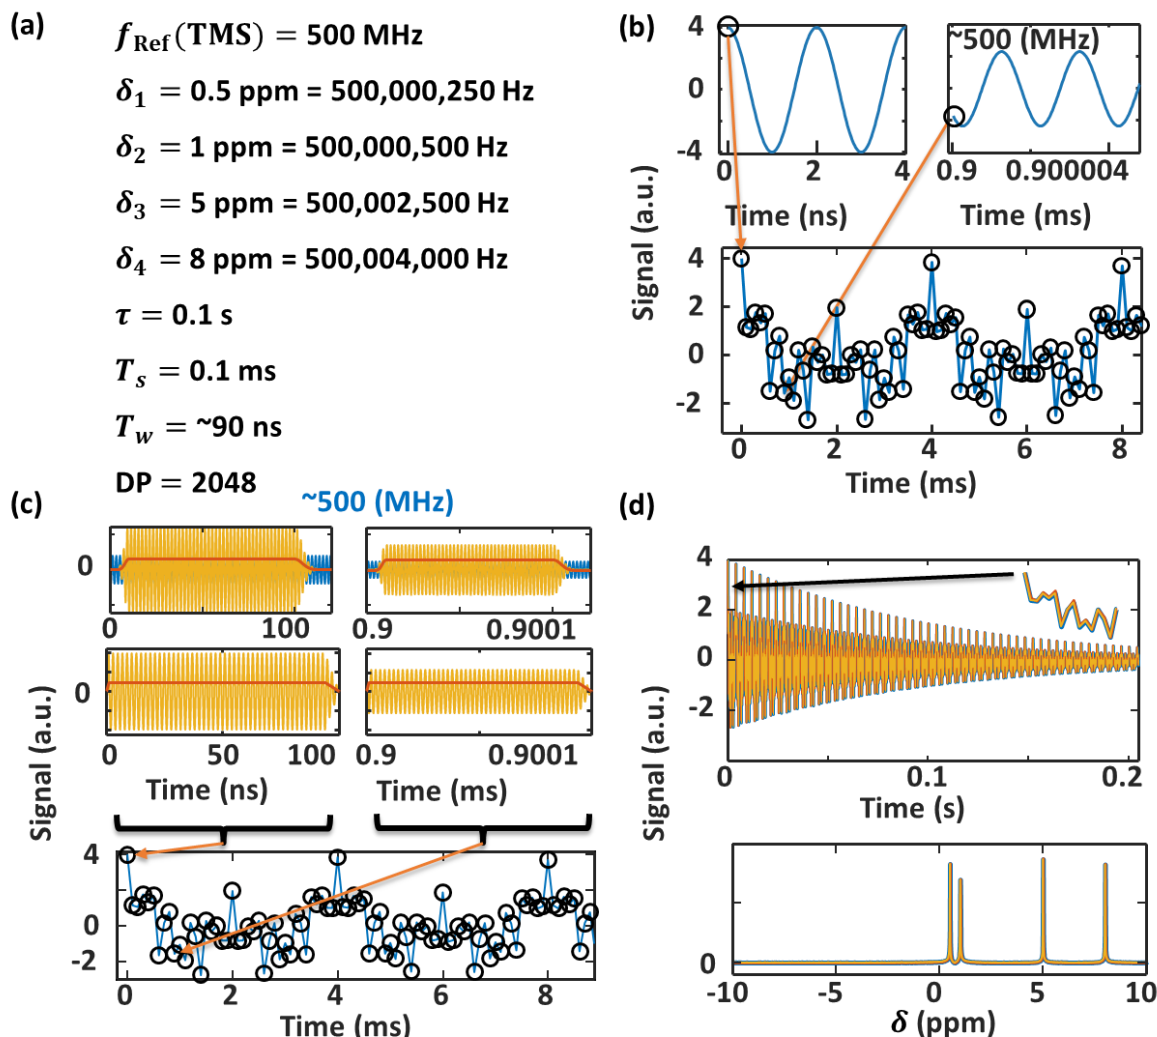 (a)
f_Ref(TMS) = 500 MHz
δ₁ = 0.5 ppm = 500,000,250 Hz
δ₂ = 1 ppm = 500,000,500 Hz
δ₃ = 5 ppm = 500,002,500 Hz
δ₄ = 8 ppm = 500,004,000 Hz
τ = 0.1 s
T_s = 0.1 ms
T_w = ~90 ns
DP = 2048
(b)
4
0
-4
0 2 4
Time (ns)
~500 (MHz)
0.9 0.900004
Time (ms)
Signal (a.u.)
4
2
0
-2
0 2 4 6 8
Time (ms)
(c)
~500 (MHz)
0
0 100
0.9 0.9001
0
0 50 100
Time (ns)
0.9 0.9001
Time (ms)
Signal (a.u.)
4
0
-2
0 2 4 6 8
Time (ms)
(d)
4
2
0
-2
0 0.1 0.2
Time (s)
Signal (a.u.)
0
-10 -5 0 5 10
δ (ppm)